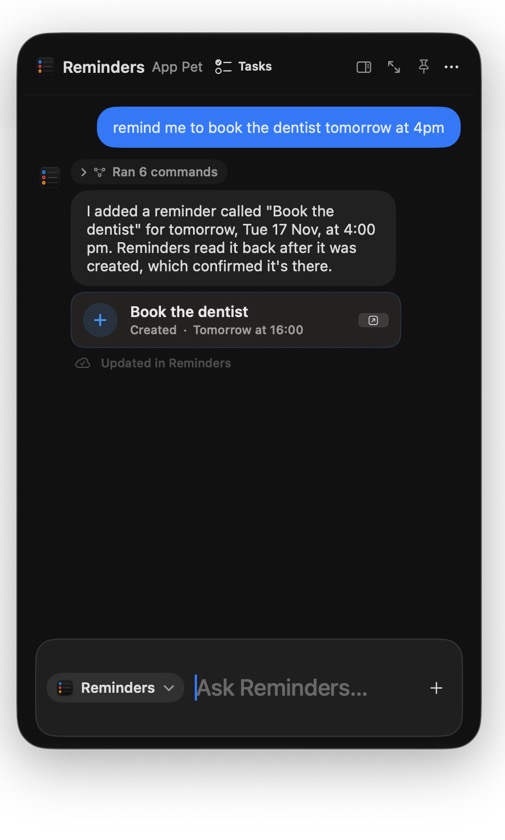 Reminders App Pet Tasks
remind me to book the dentist tomorrow at 4pm
Ran 6 commands
I added a reminder called "Book the
dentist" for tomorrow, Tue 17 Nov, at 4:00
pm. Reminders read it back after it was
created, which confirmed it's there.
Book the dentist
Created · Tomorrow at 16:00
Updated in Reminders
Reminders Ask Reminders...